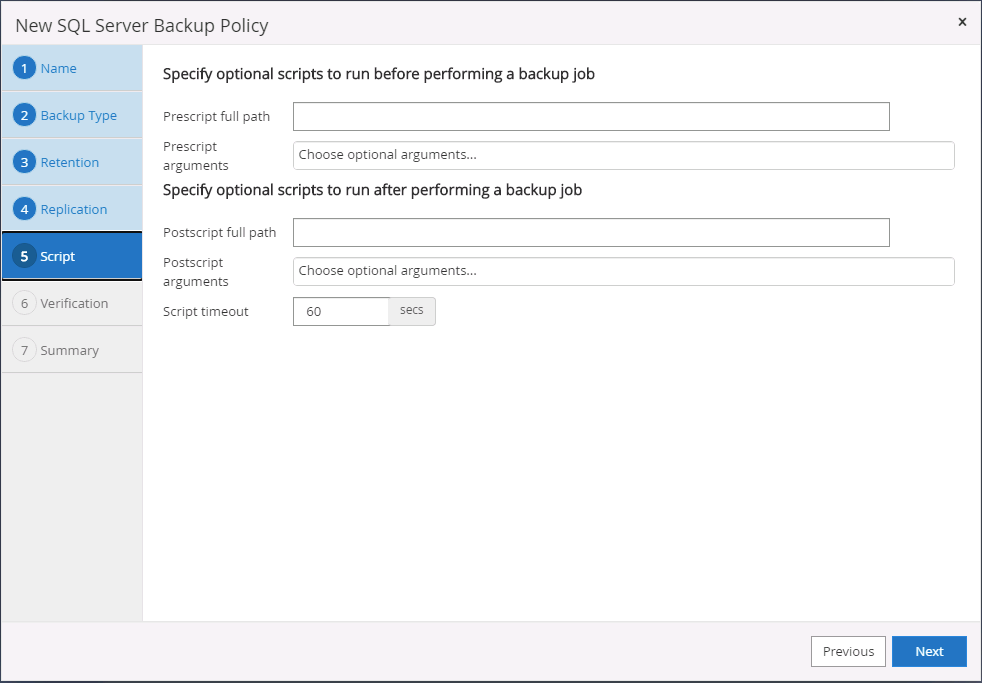 New SQL Server Backup Policy
×
1 Name
2 Backup Type
3 Retention
4 Replication
5 Script
6 Verification
7 Summary
Specify optional scripts to run before performing a backup job
Prescript full path
Prescript
arguments
Choose optional arguments...
Specify optional scripts to run after performing a backup job
Postscript full path
Postscript
arguments
Choose optional arguments...
Script timeout
60 secs
Previous
Next